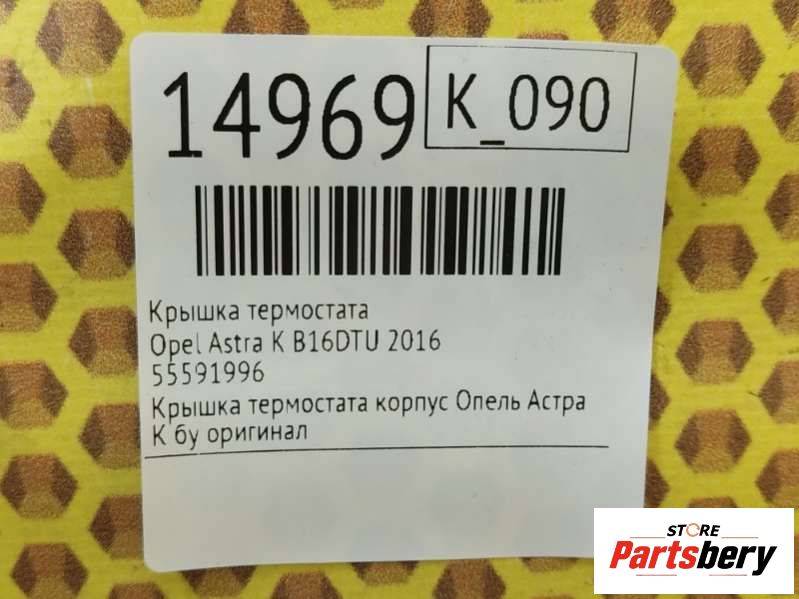 14969
K_090
Крышка термостата
Opel Astra K B16DTU 2016
55591996
Крышка термостата корпус Опель Астра
К бу оригинал
STORE
Partsbery